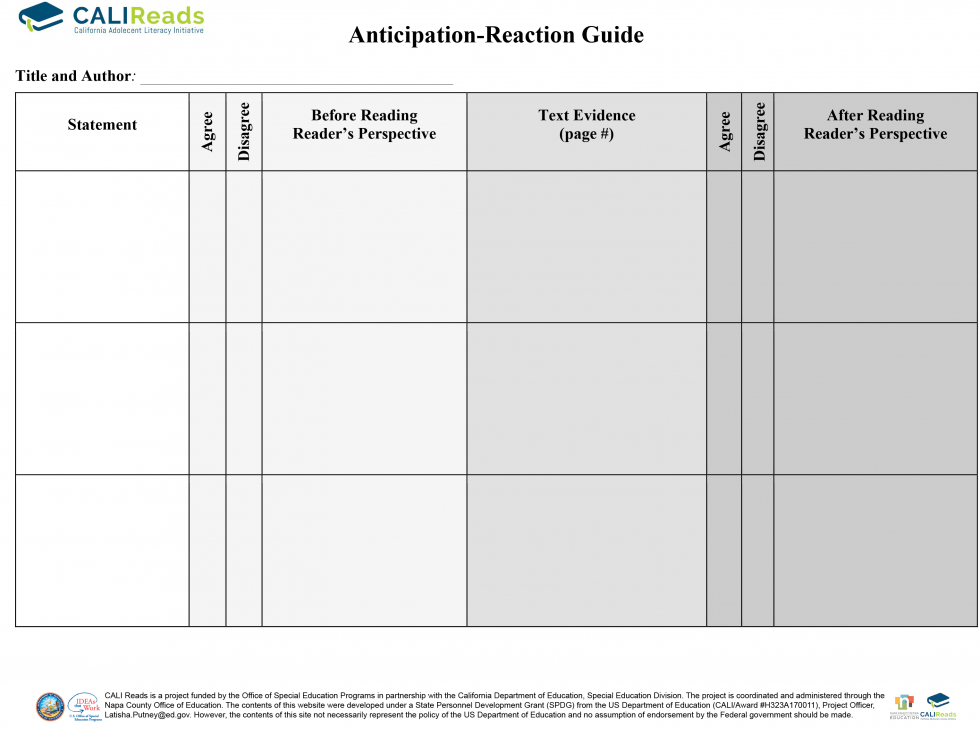 CALIReads
California Adolecent Literacy Initiative
Anticipation-Reaction Guide
Title and Author: ______________________________________
Statement
Agree
Disagree
Before Reading
Reader’s Perspective
Text Evidence
(page #)
Agree
Disagree
After Reading
Reader’s Perspective
IDEAs
that
Work
U.S. Office of Special
Education Programs
CALI Reads is a project funded by the Office of Special Education Programs in partnership with the California Department of Education, Special Education Division. The project is coordinated and administered through the
Napa County Office of Education. The contents of this website were developed under a State Personnel Development Grant (SPDG) from the US Department of Education (CALI/Award #H323A170011), Project Officer,
Latisha.Putney@ed.gov. However, the contents of this site not necessarily represent the policy of the US Department of Education and no assumption of endorsement by the Federal government should be made.
EDUCATION
CALIReads